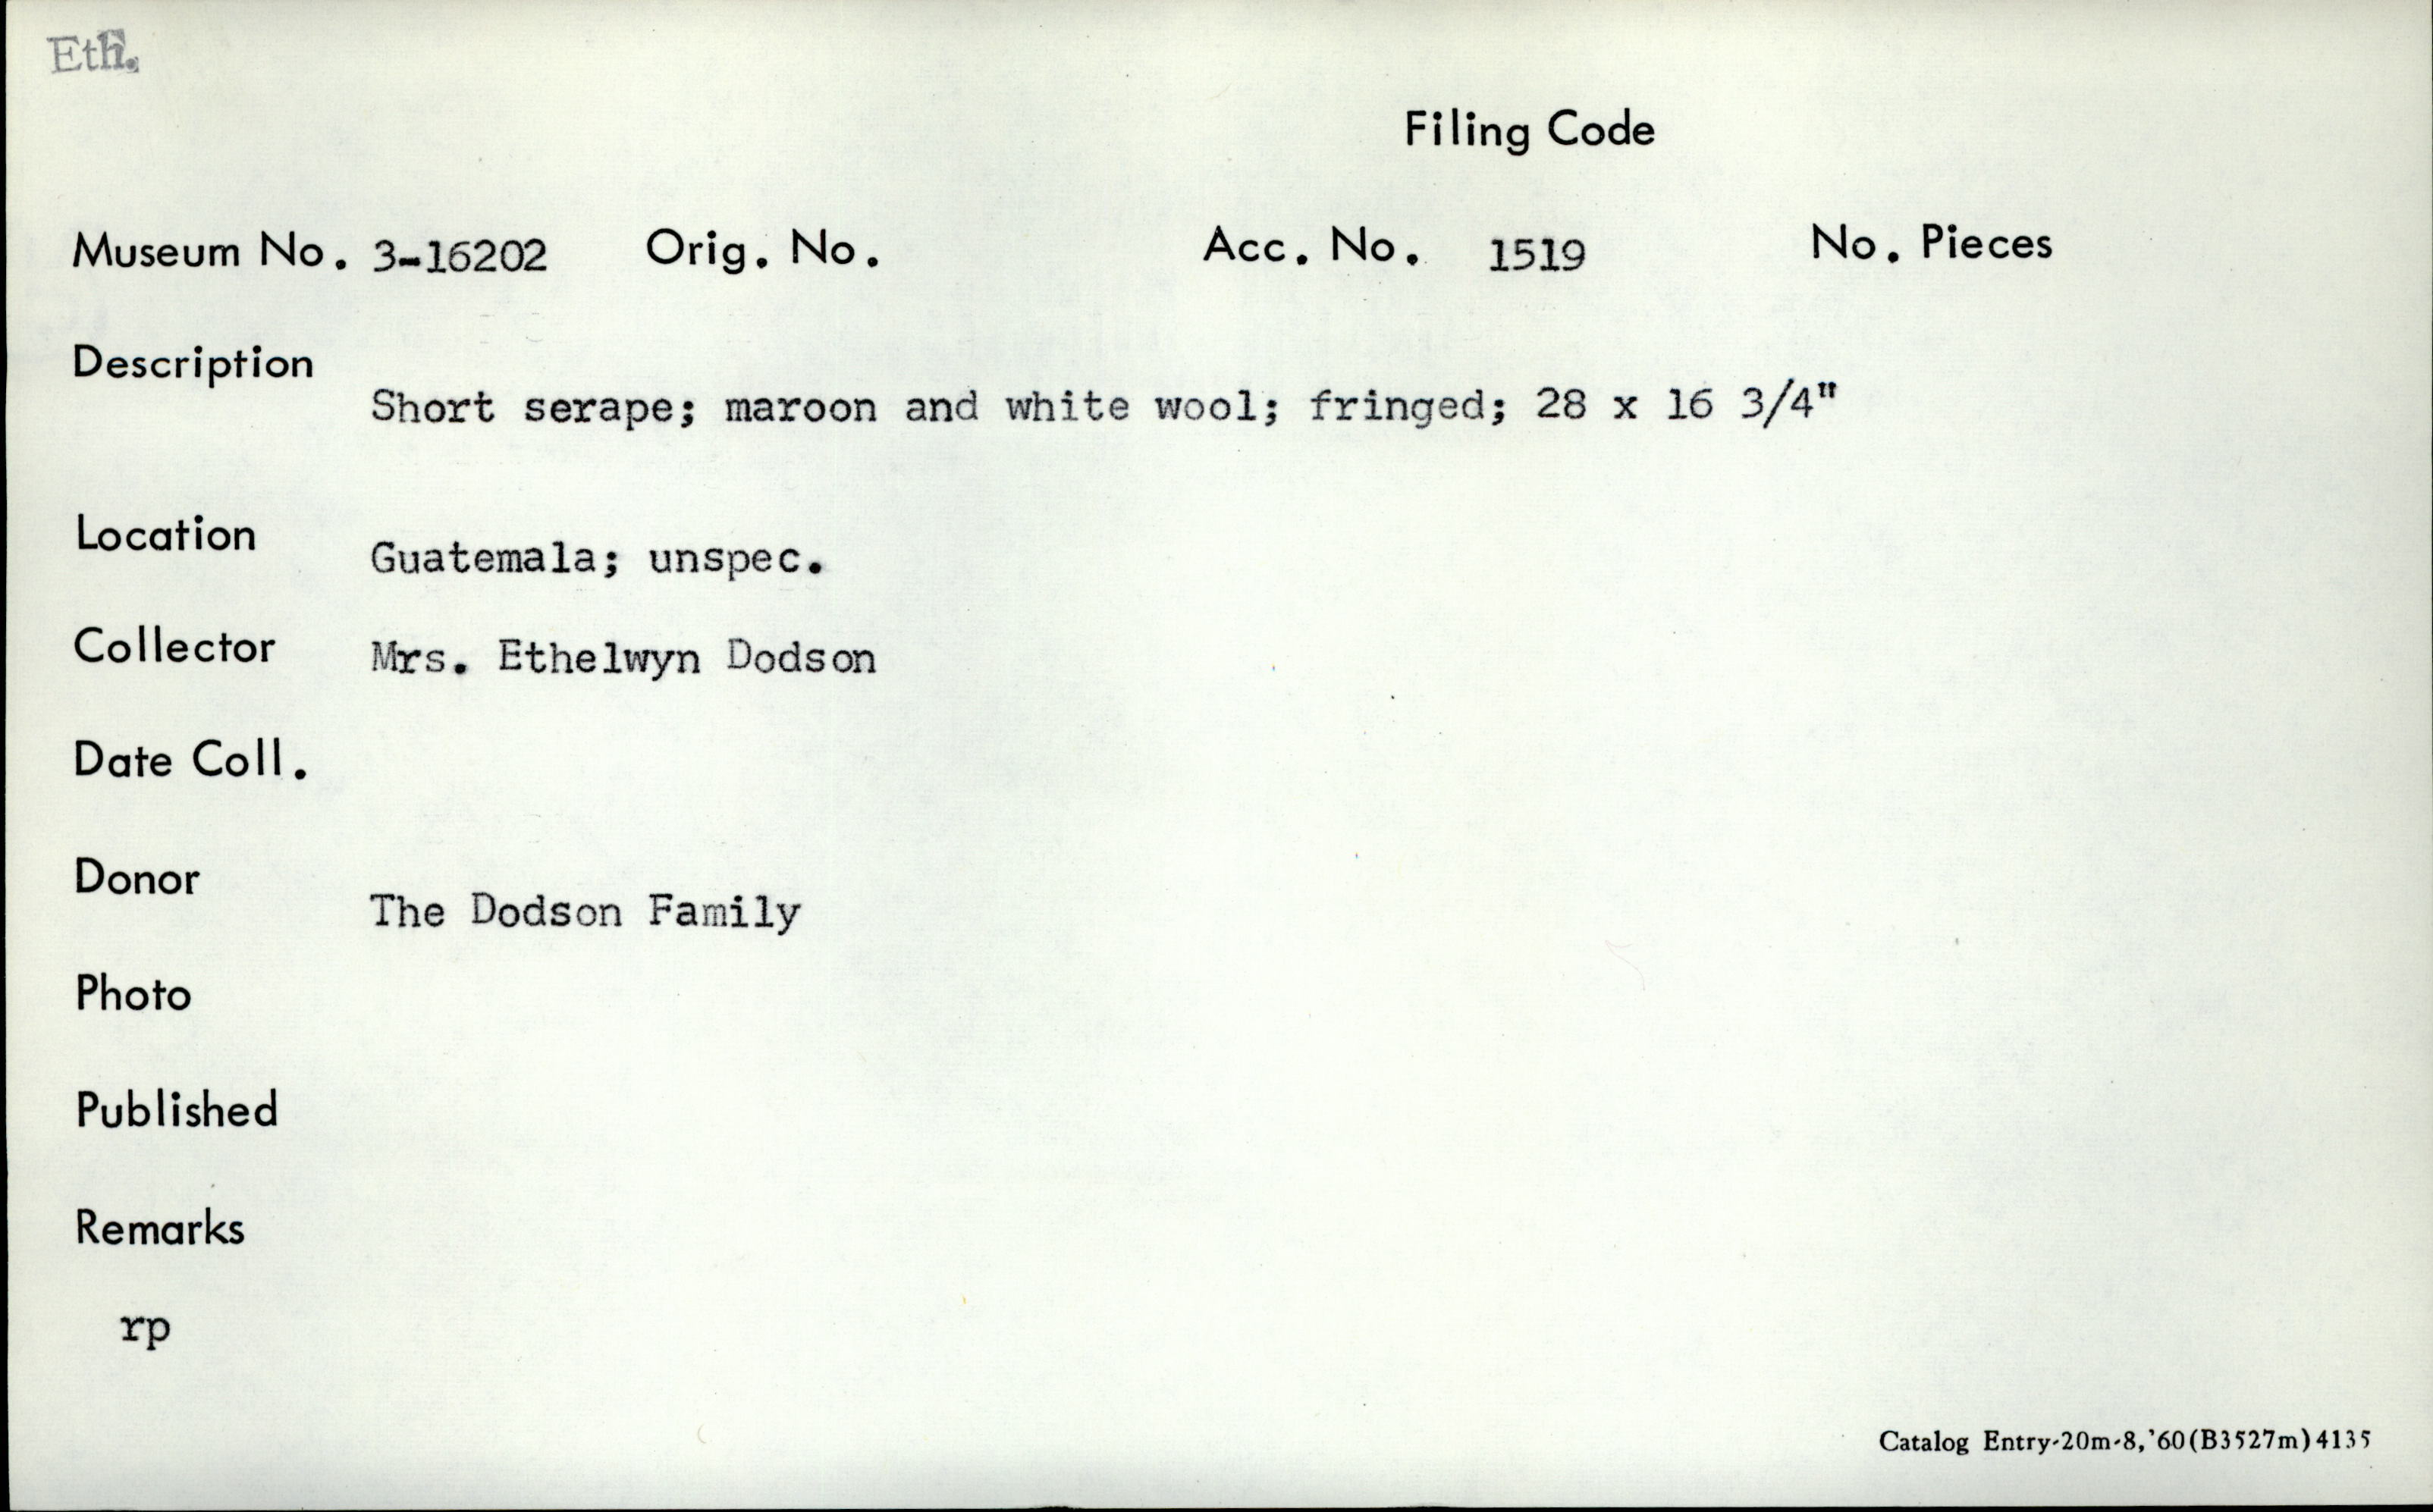 Eth.
Filing Code
Museum No. 3-16202 Orig. No. Acc. No. 1519 No. Pieces
Description
Short serape; maroon and white wool; fringed; 28 x 16 3/4"
Location
Guatemala; unspec.
Collector Mrs. Ethelwyn Dodson
Date Coll.
Donor
The Dodson Family
Photo
Published
Remarks
rp
Catalog Entry-20m-8,'60(B3527m)4135